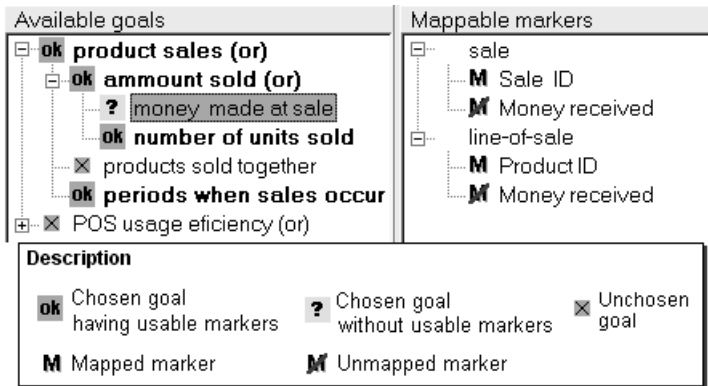 Available goals
Mappable markers
ok product sales (or)
ok ammount sold (or)
? money made at sale
ok number of units sold
products sold together
ok periods when sales occur
POS usage eficiency (or)
sale
M Sale ID
M Money received
line-of-sale
M Product ID
M Money received
Description
ok Chosen goal
having usable markers
? Chosen goal
without usable markers
Unchosen
goal
M Mapped marker
M Unmapped marker